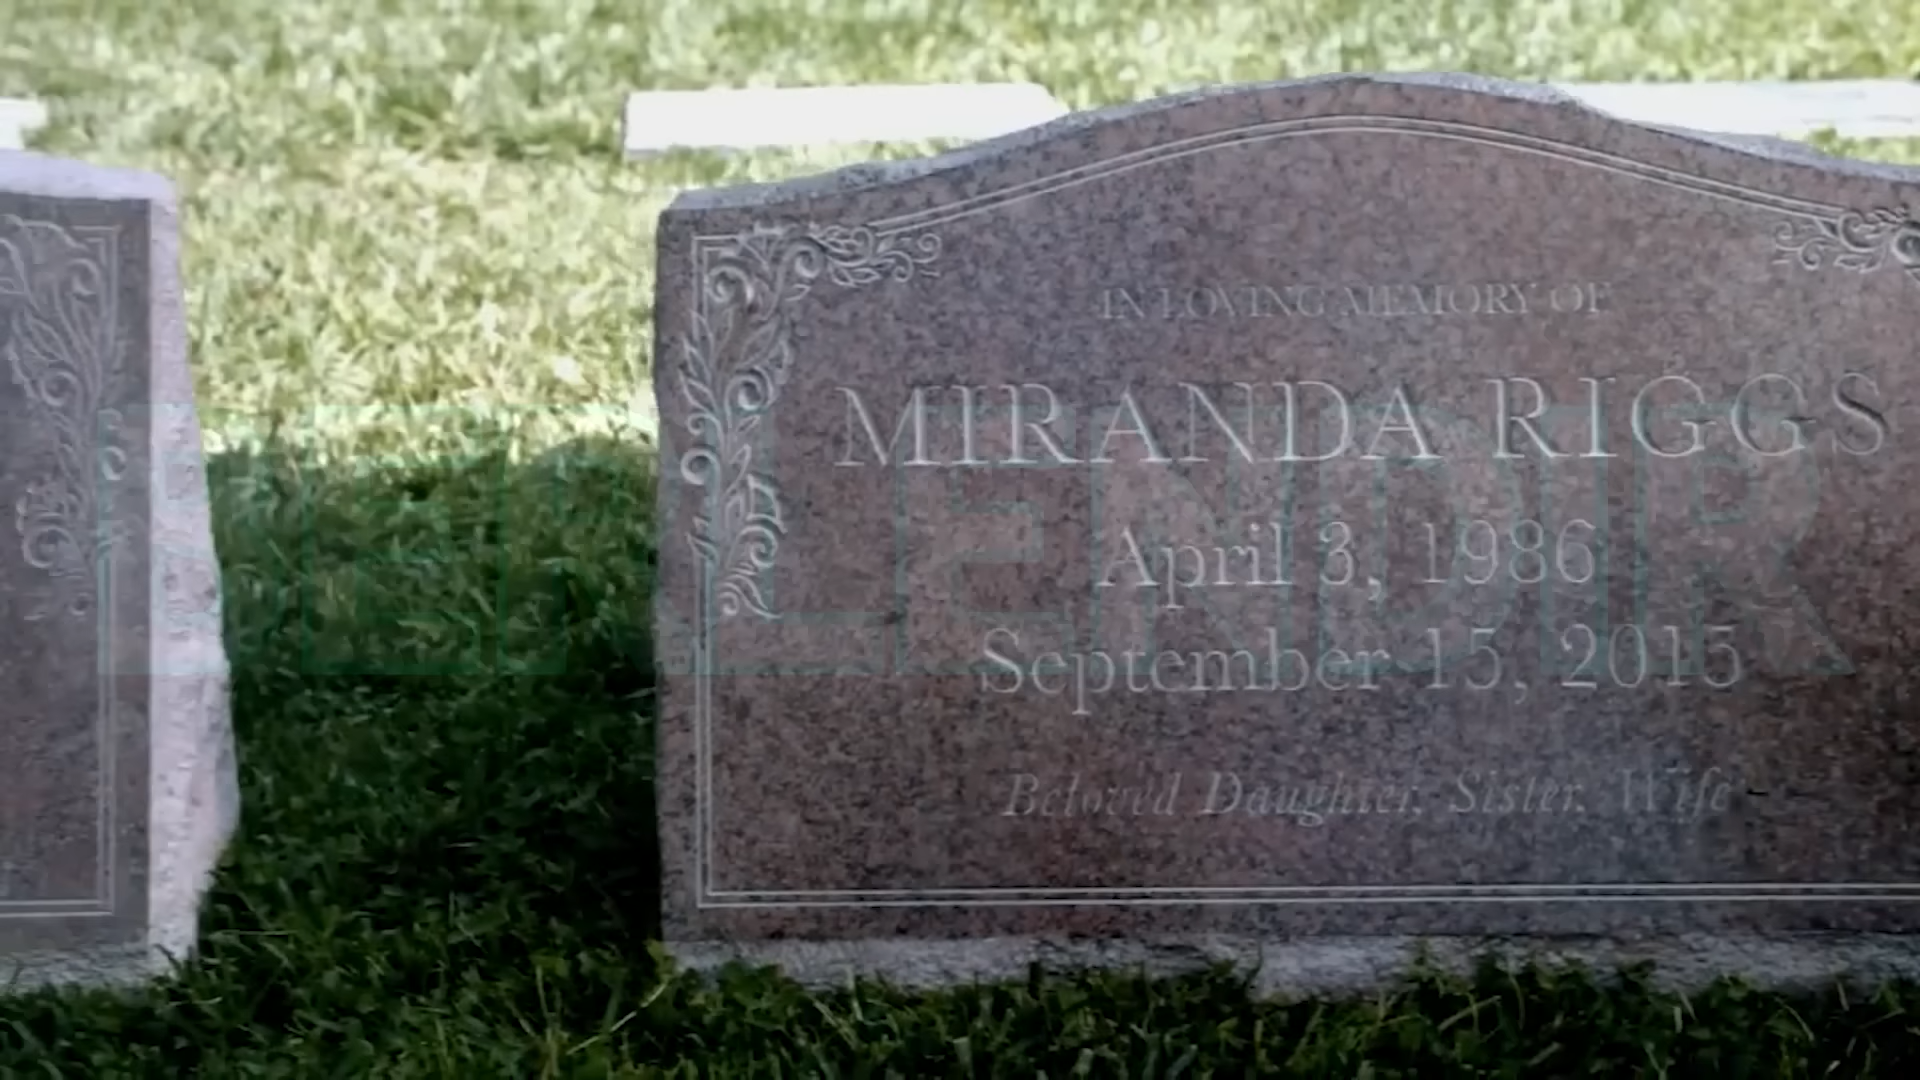 IN LOVING MEMORY OF
MIRANDA RIGGS
April 3, 1986
September 15, 2015
Beloved Daughter, Sister, Wife